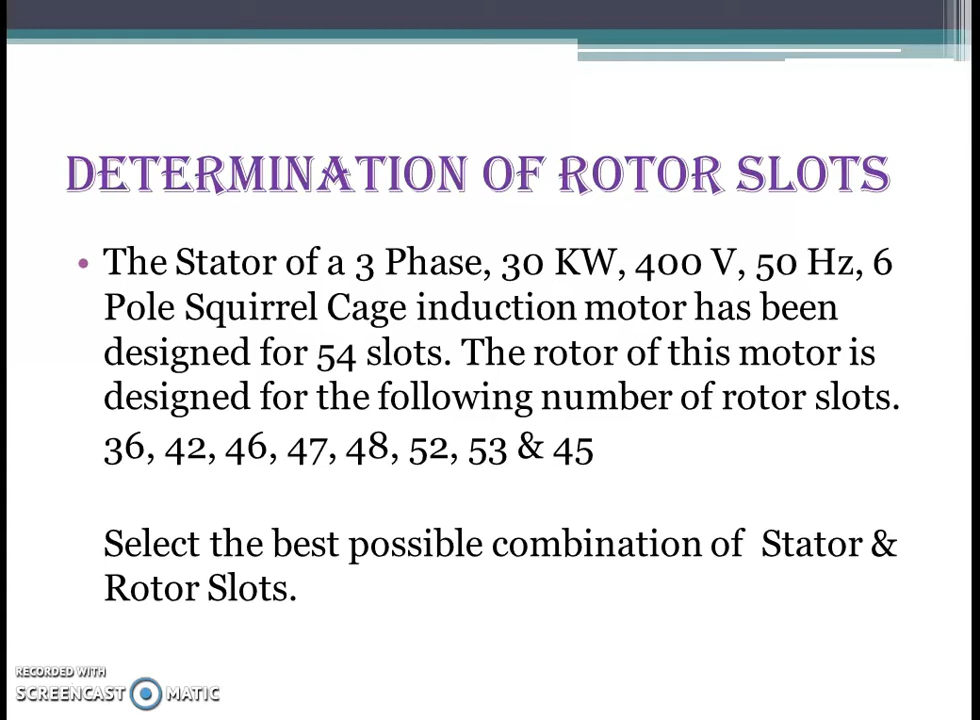 DETERMINATION OF ROTOR SLOTS
• The Stator of a 3 Phase, 30 KW, 400 V, 50 Hz, 6
Pole Squirrel Cage induction motor has been
designed for 54 slots. The rotor of this motor is
designed for the following number of rotor slots.
36, 42, 46, 47, 48, 52, 53 & 45
Select the best possible combination of Stator &
Rotor Slots.
RECORDED WITH
SCREENCAST MATIC